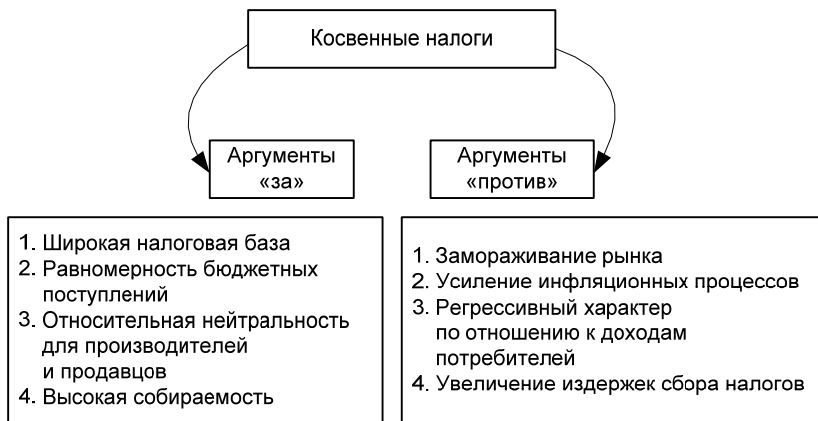 Косвенные налоги
Аргументы
«за»
Аргументы
«против»
1. Широкая налоговая база
2. Равномерность бюджетных
поступлений
3. Относительная нейтральность
для производителей
и продавцов
4. Высокая собираемость
1. Замораживание рынка
2. Усиление инфляционных процессов
3. Регрессивный характер
по отношению к доходам
потребителей
4. Увеличение издержек сбора налогов